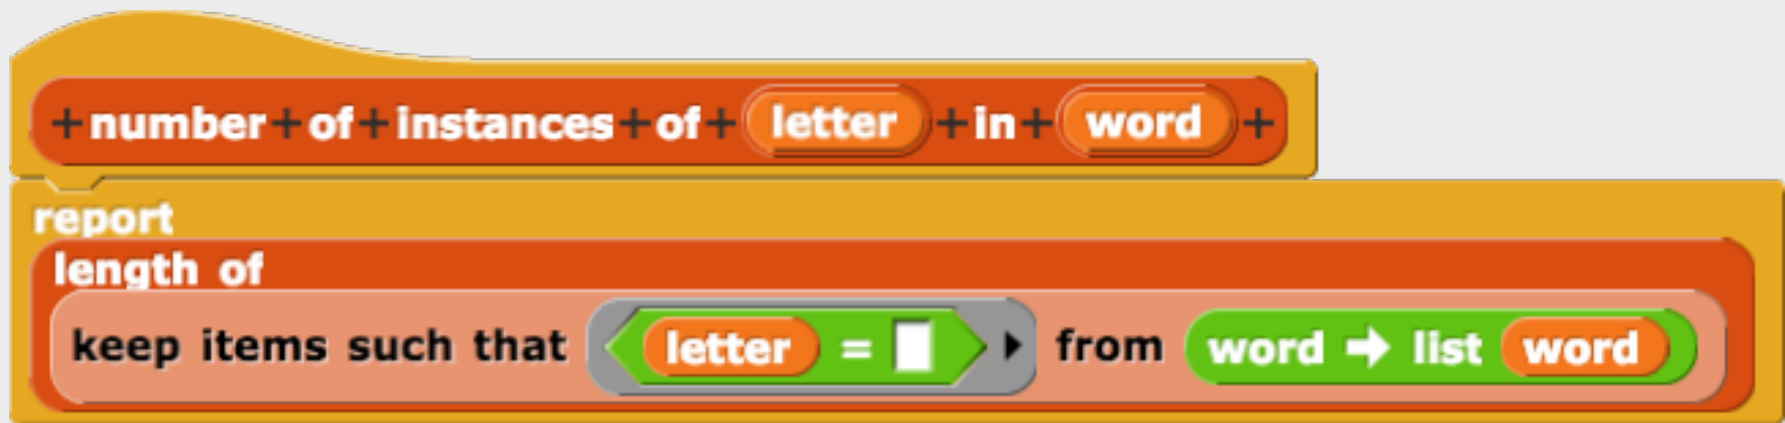 +number+of+instances+of+ letter +in+ word +
report
length of
keep items such that letter = from word ➡ list word